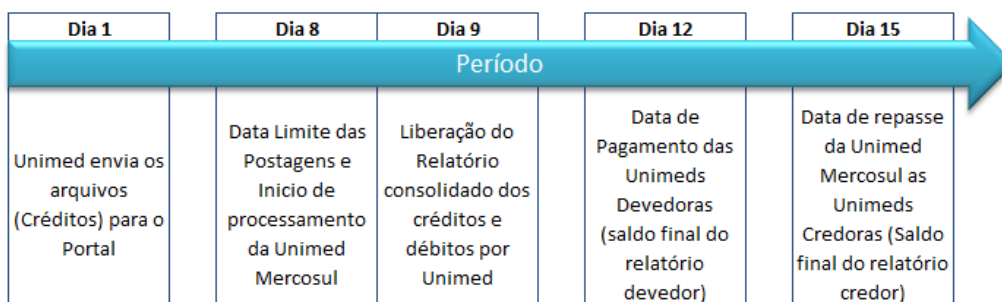 Dia 1
Dia 8
Dia 9
Dia 12
Dia 15
Período
Unimed envia os
arquivos
(Créditos) para o
Portal
Data Limite das
Postagens e
Inicio de
processamento
da Unimed
Mercosul
Liberação do
Relatório
consolidado dos
créditos e
débitos por
Unimed
Data de
Pagamento das
Unimeds
Devedoras
(saldo final do
relatório
devedor)
Data de repasse
da Unimed
Mercosul as
Unimeds
Credoras (Saldo
final do relatório
credor)